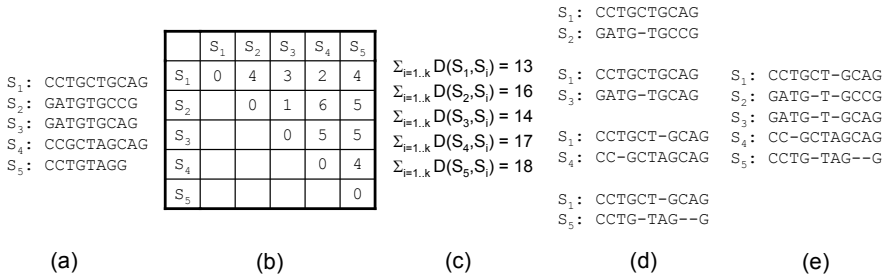 S1: CCTGCTGCAG
S2: GATGTGCCG
S3: GATGTGCAG
S4: CCGCTAGCAG
S5: CCTGTAGG
(a)
S1 S2 S3 S4 S5
S1 0 4 3 2 4
S2 0 1 6 5
S3 0 5 5
S4 0 4
S5 0
(b)
Σi=1..k D(S1,Si) = 13
Σi=1..k D(S2,Si) = 16
Σi=1..k D(S3,Si) = 14
Σi=1..k D(S4,Si) = 17
Σi=1..k D(S5,Si) = 18
(c)
S1: CCTGCTGCAG
S2: GATG-TGCCG
S1: CCTGCTGCAG
S3: GATG-TGCAG
S1: CCTGCT-GCAG
S4: CC-GCTAGCAG
S1: CCTGCT-GCAG
S5: CCTG-TAG--G
(d)
S1: CCTGCT-GCAG
S2: GATG-T-GCCG
S3: GATG-T-GCAG
S4: CC-GCTAGCAG
S5: CCTG-TAG--G
(e)